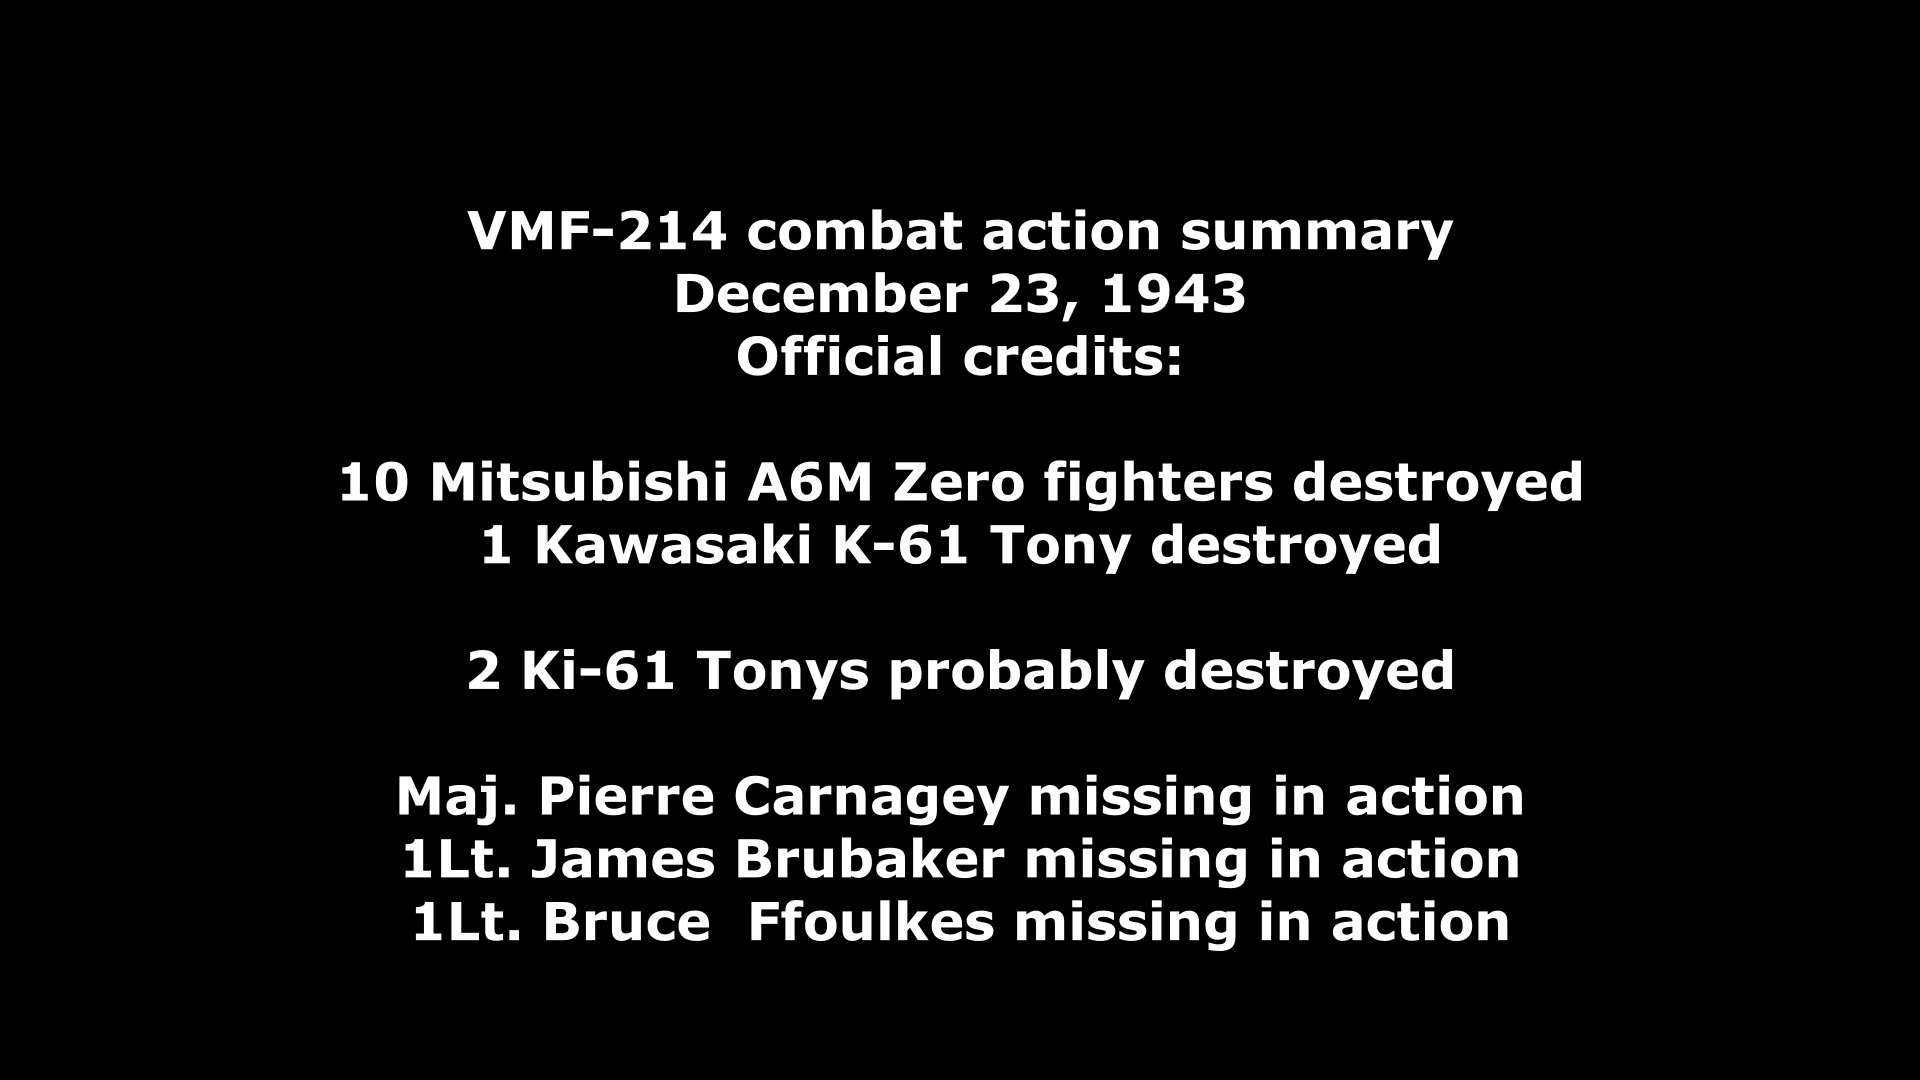 VMF-214 combat action summary
December 23, 1943
Official credits:
10 Mitsubishi A6M Zero fighters destroyed
1 Kawasaki K-61 Tony destroyed
2 Ki-61 Tonys probably destroyed
Maj. Pierre Carnagey missing in action
1Lt. James Brubaker missing in action
1Lt. Bruce  Ffoulkes missing in action